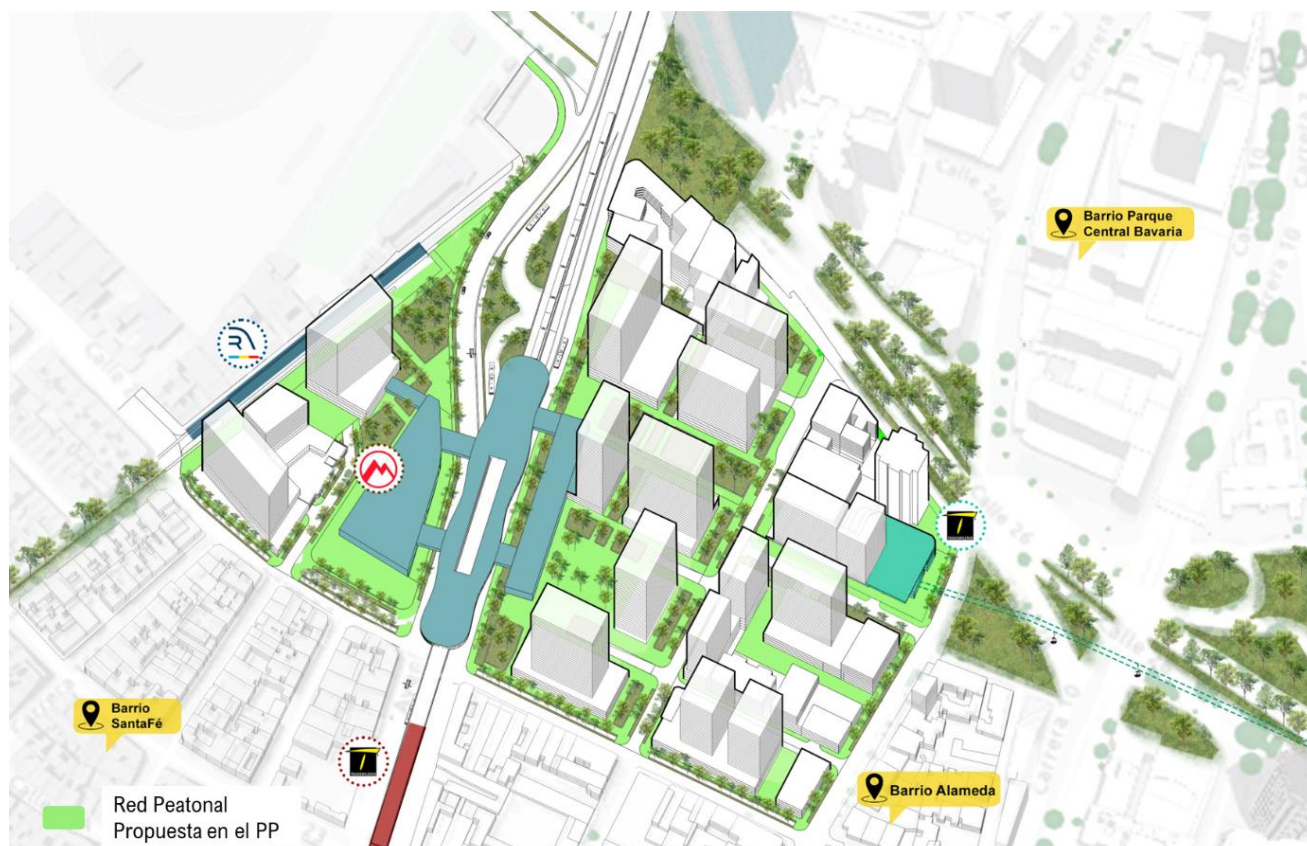 Barrio Parque
Central Bavaria
Barrio
SantaFé
Barrio Alameda
Red Peatonal
Propuesta en el PP